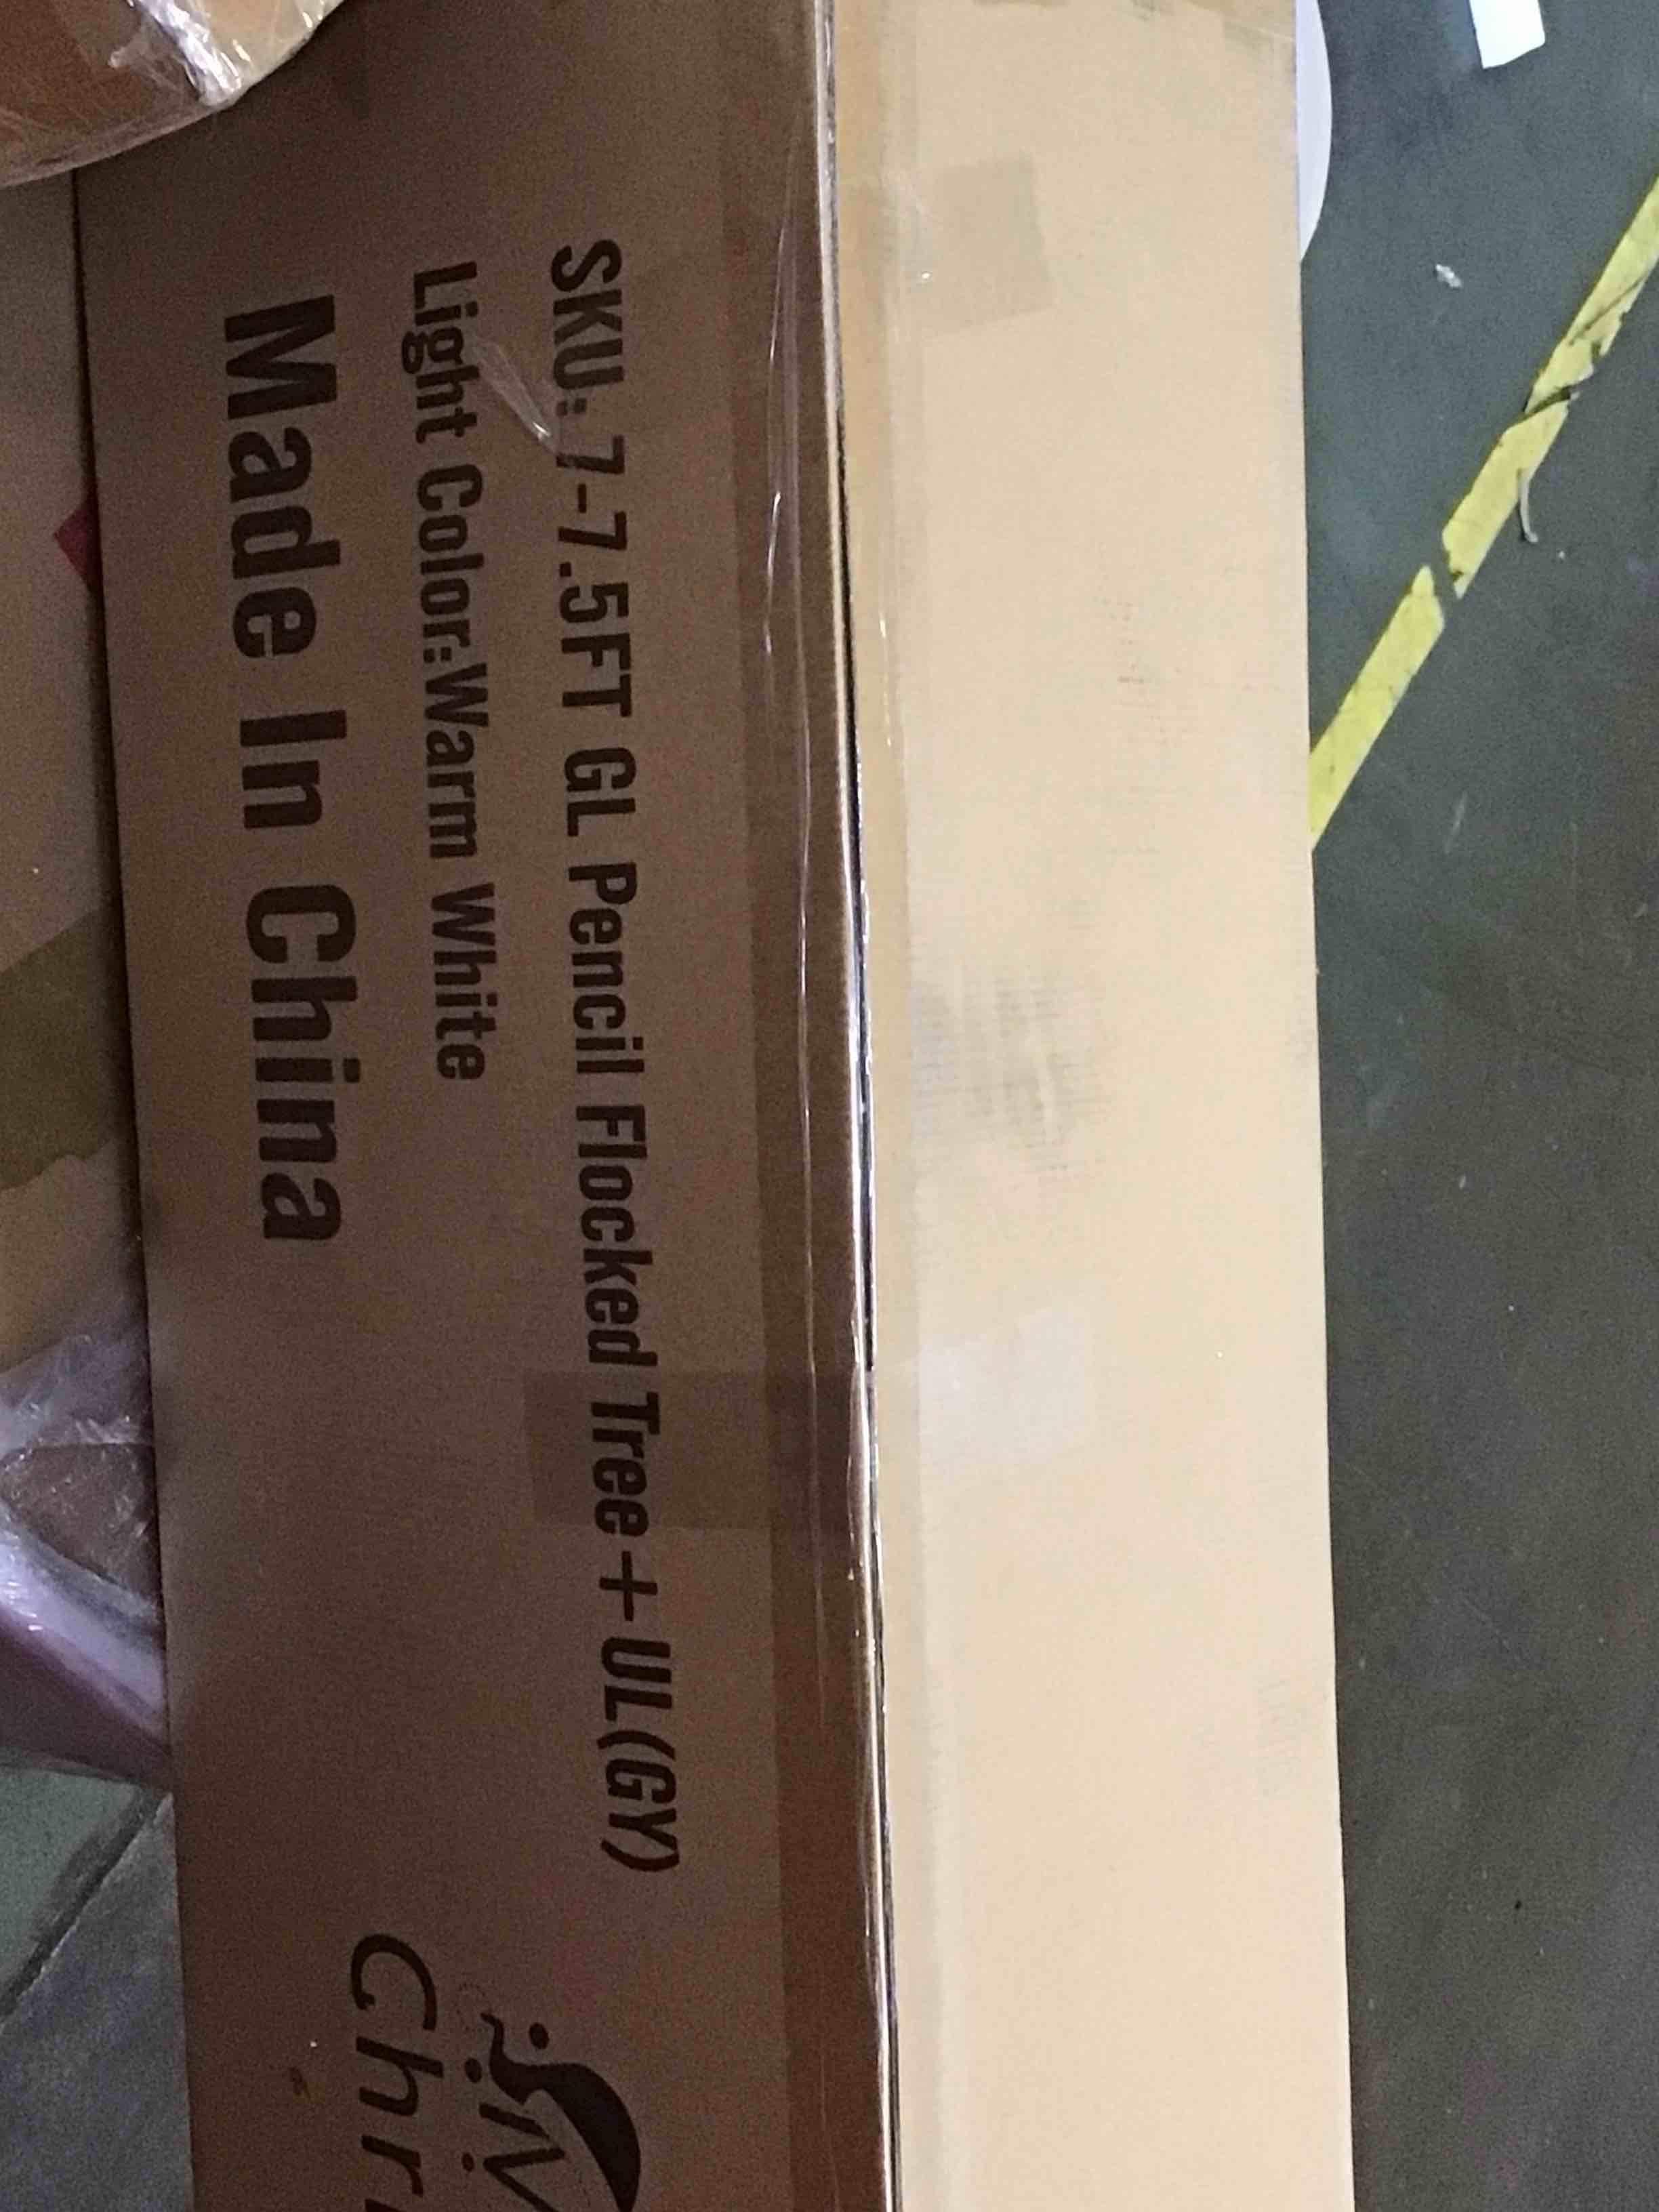 SKU: 7-7.5FT GL Pencil Flocked Tree+UL(GY)
Light Color:Warm White
Made In China